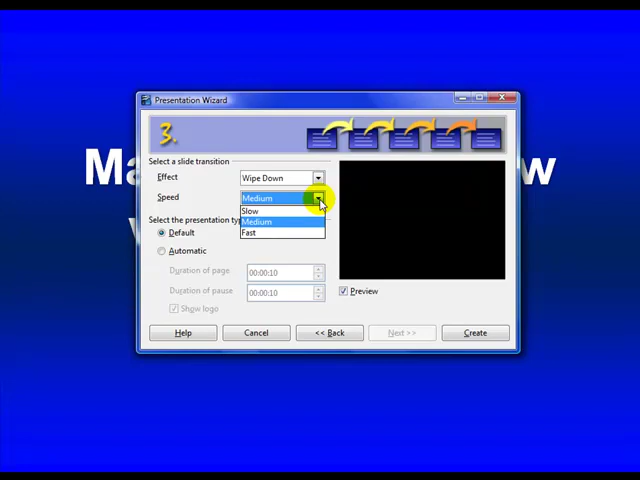 Presentation Wizard
3.
Select a slide transition
Effect
Wipe Down
Speed
Medium
Slow
Medium
Fast
Default
Automatic
Duration of page
00:00:10
Duration of pause
00:00:10
Show logo
Preview
Help
Cancel
<< Back
Next >>
Create
Select the presentation ty
Ma
w